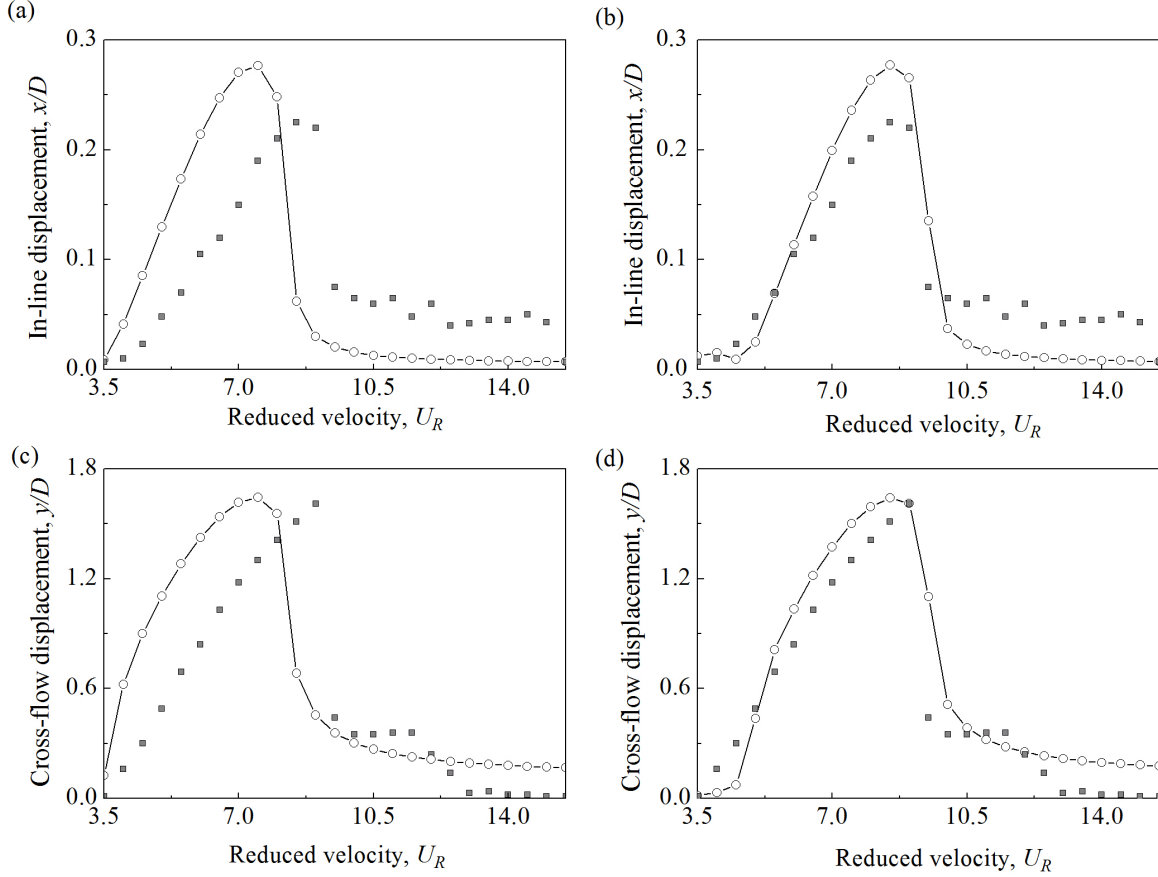 (a)
0.3
0.2
0.1
0.0
In-line displacement, x/D
3.5 7.0 10.5 14.0
Reduced velocity, U_R
(b)
0.3
0.2
0.1
0.0
In-line displacement, x/D
3.5 7.0 10.5 14.0
Reduced velocity, U_R
(c)
1.8
1.2
0.6
0.0
Cross-flow displacement, y/D
3.5 7.0 10.5 14.0
Reduced velocity, U_R
(d)
1.8
1.2
0.6
0.0
Cross-flow displacement, y/D
3.5 7.0 10.5 14.0
Reduced velocity, U_R